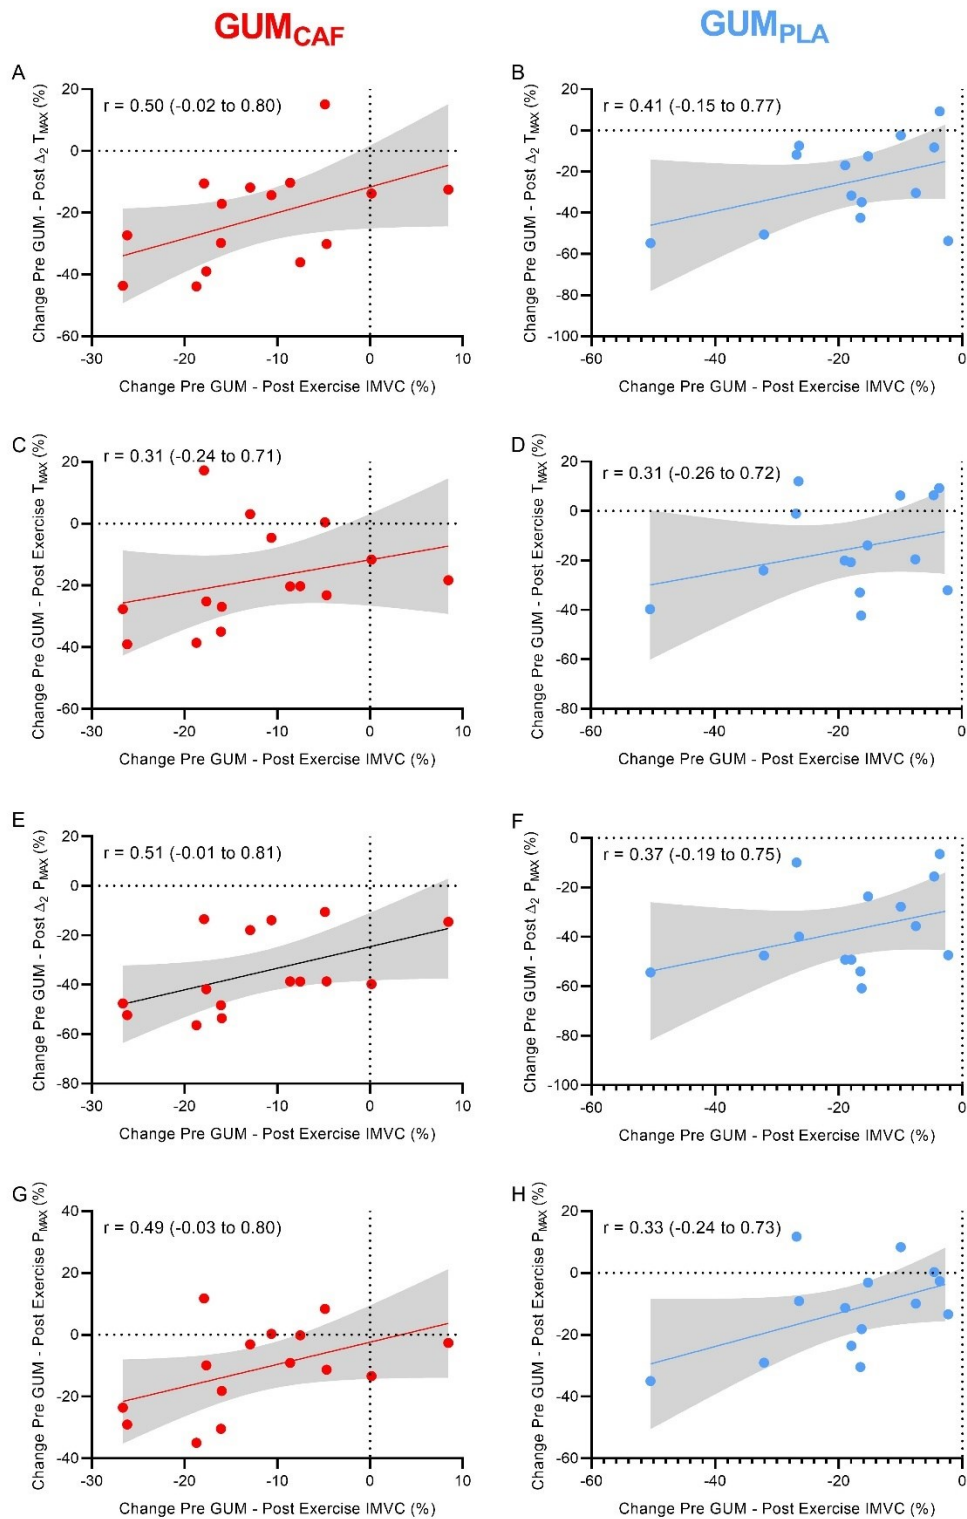 GUMCAF
GUMPLA
A
Change Pre GUM - Post Δ2 TMAX (%)
20
0
-20
-40
-60
r = 0.50 (-0.02 to 0.80)
-30
-20
-10
0
10
Change Pre GUM - Post Exercise IMVC (%)
B
Change Pre GUM - Post Δ2 TMAX (%)
20
0
-20
-40
-60
-80
-100
r = 0.41 (-0.15 to 0.77)
-60
-40
-20
0
Change Pre GUM - Post Exercise IMVC (%)
C
Change Pre GUM - Post Exercise TMAX (%)
20
0
-20
-40
-60
r = 0.31 (-0.24 to 0.71)
-30
-20
-10
0
10
Change Pre GUM - Post Exercise IMVC (%)
D
Change Pre GUM - Post Exercise TMAX (%)
20
0
-20
-40
-60
-80
r = 0.31 (-0.26 to 0.72)
-60
-40
-20
0
Change Pre GUM - Post Exercise IMVC (%)
E
Change Pre GUM - Post Δ2 PMAX (%)
20
0
-20
-40
-60
-80
r = 0.51 (-0.01 to 0.81)
-30
-20
-10
0
10
Change Pre GUM - Post Exercise IMVC (%)
F
Change Pre GUM - Post Δ2 PMAX (%)
0
-20
-40
-60
-80
-100
r = 0.37 (-0.19 to 0.75)
-60
-40
-20
0
Change Pre GUM - Post Exercise IMVC (%)
G
Change Pre GUM - Post Exercise PMAX (%)
40
20
0
-20
-40
r = 0.49 (-0.03 to 0.80)
-30
-20
-10
0
10
Change Pre GUM - Post Exercise IMVC (%)
H
Change Pre GUM - Post Exercise PMAX (%)
20
0
-20
-40
-60
r = 0.33 (-0.24 to 0.73)
-60
-40
-20
0
Change Pre GUM - Post Exercise IMVC (%)